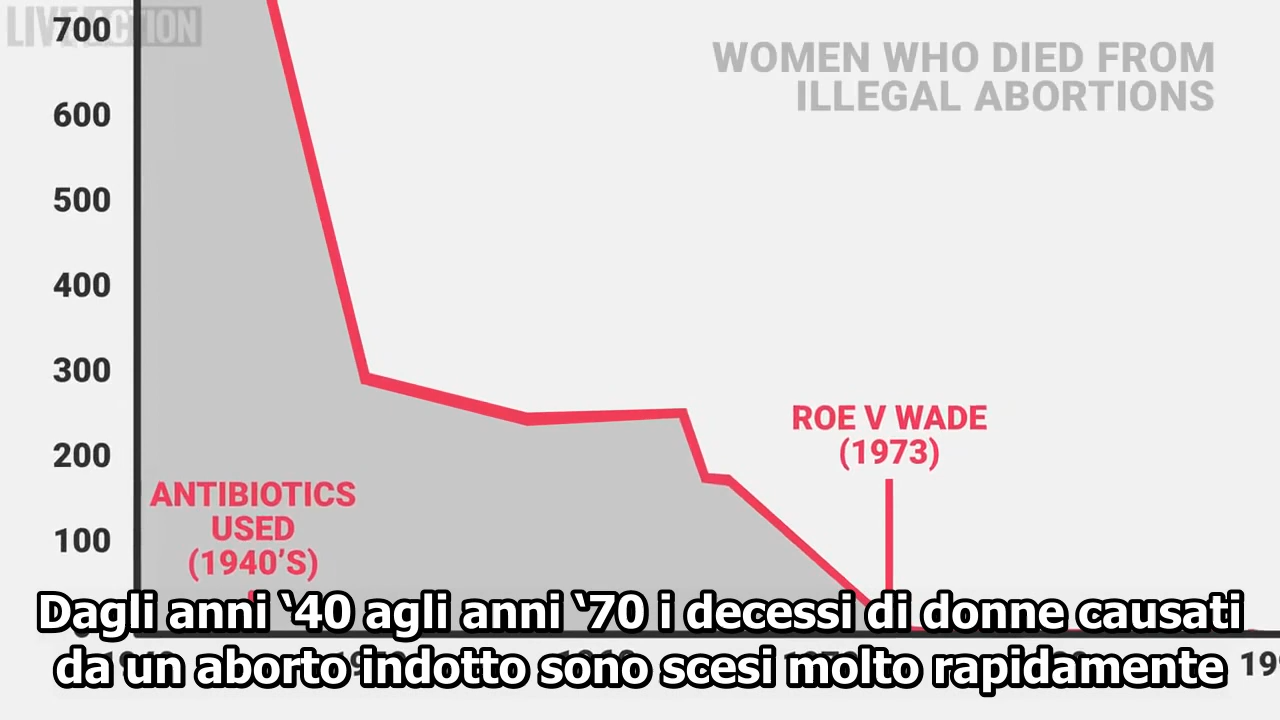 LIVE ACTION
700
WOMEN WHO DIED FROM
ILLEGAL ABORTIONS
600
500
400
300
ROE V WADE
(1973)
200
ANTIBIOTICS
USED
(1940'S)
100
Dagli anni ‘40 agli anni ‘70 i decessi di donne causati
da un aborto indotto sono scesi molto rapidamente